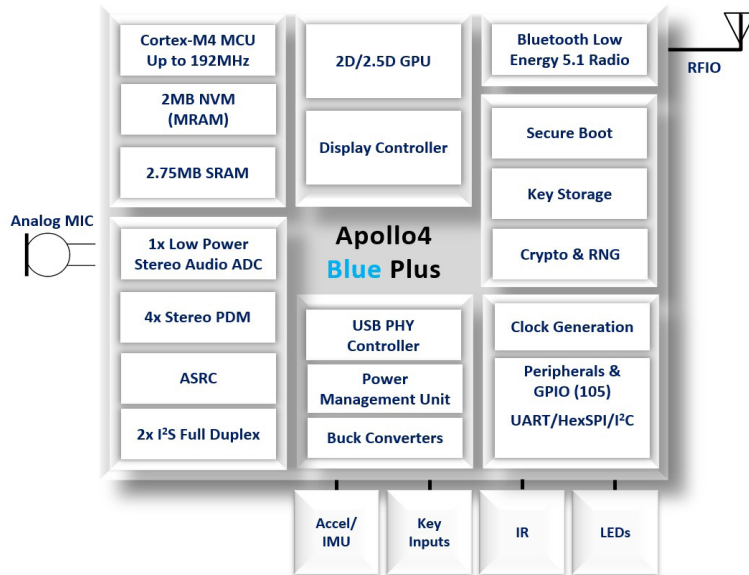 Cortex-M4 MCU
Up to 192MHz
2MB NVM
(MRAM)
2.75MB SRAM
2D/2.5D GPU
Display Controller
Bluetooth Low
Energy 5.1 Radio
RFIO
Secure Boot
Key Storage
Crypto & RNG
Analog MIC
1x Low Power
Stereo Audio ADC
4x Stereo PDM
ASRC
2x I²S Full Duplex
Apollo4
Blue Plus
USB PHY
Controller
Power
Management Unit
Buck Converters
Clock Generation
Peripherals &
GPIO (105)
UART/HexSPI/I²C
Accel/
IMU
Key
Inputs
IR
LEDs